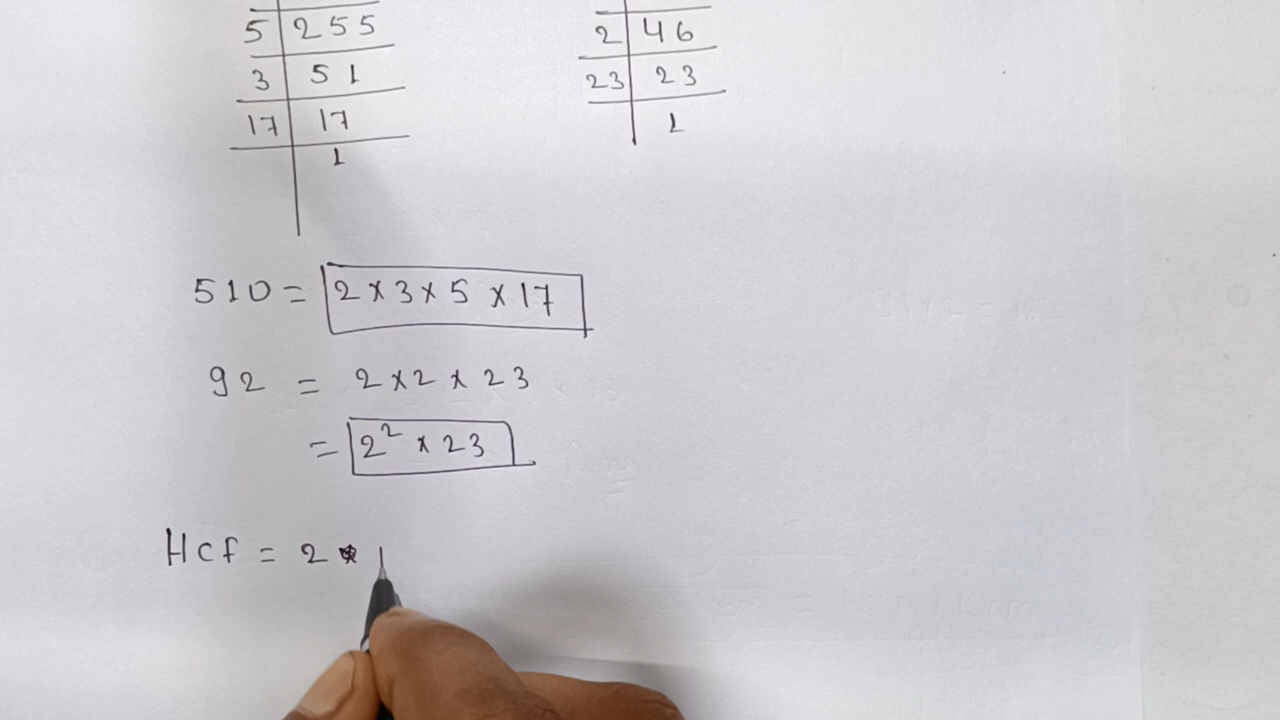 5 255
3 51
17 17
1
2 46
23 23
1
510 = 2 × 3 × 5 × 17
92 = 2 × 2 × 23
= 2² × 23
Hcf = 2